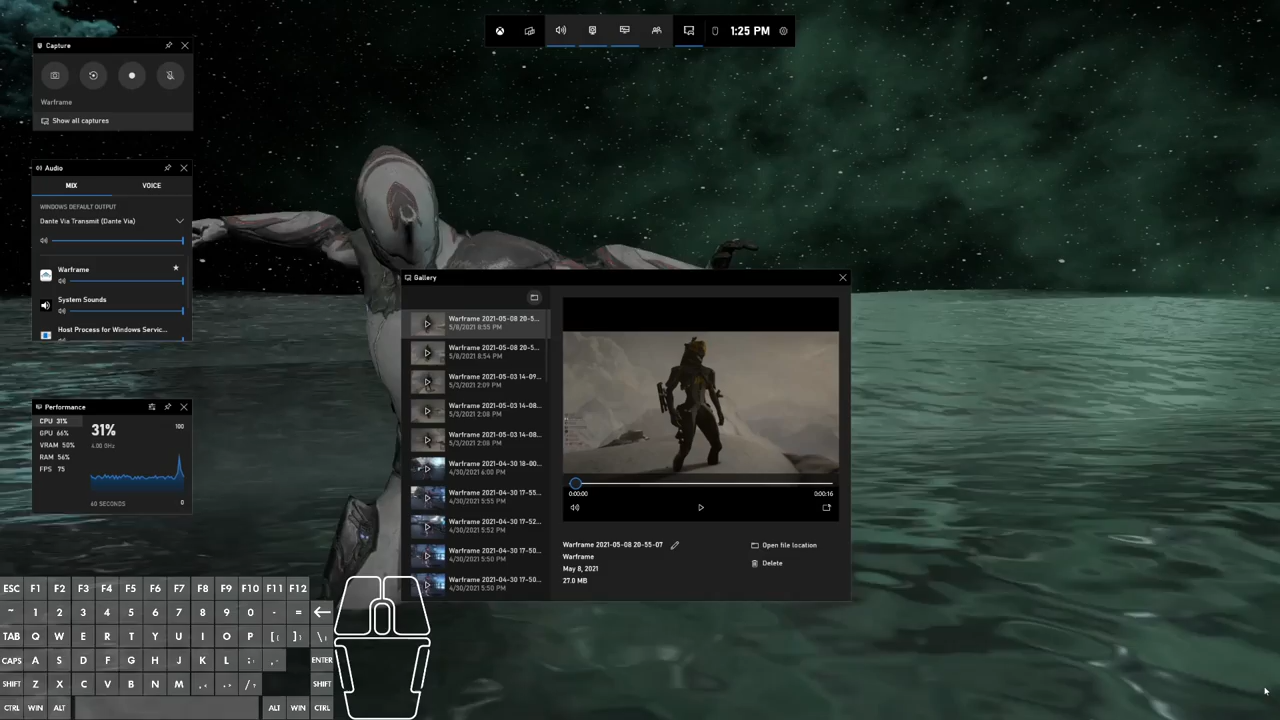 1:25 PM
Capture
Warframe
Show all captures
Audio
MIX VOICE
WINDOWS DEFAULT OUTPUT
Dante Via Transmit (Dante Via)
Warframe
System Sounds
Host Process for Windows Servic...
Performance
CPU 31%
GPU 66%
VRAM 50%
RAM 56%
FPS 75
31%
4.00 GHz
100
60 SECONDS
0
Gallery
Warframe 2021-05-08 20-5...
5/8/2021 8:55 PM
Warframe 2021-05-08 20-5...
5/8/2021 8:54 PM
Warframe 2021-05-03 14-09...
5/3/2021 2:09 PM
Warframe 2021-05-03 14-08...
5/3/2021 2:08 PM
Warframe 2021-05-03 14-08...
5/3/2021 2:08 PM
Warframe 2021-04-30 18-00...
4/30/2021 6:00 PM
Warframe 2021-04-30 17-55...
4/30/2021 5:55 PM
Warframe 2021-04-30 17-52...
4/30/2021 5:52 PM
Warframe 2021-04-30 17-50...
4/30/2021 5:50 PM
Warframe 2021-04-30 17-50...
4/30/2021 5:50 PM
0:00:00
0:00:16
Warframe 2021-05-08 20-55-07
Warframe
May 8, 2021
27.0 MB
Open file location
Delete
ESC F1 F2 F3 F4 F5 F6 F7 F8 F9 F10 F11 F12
~ 1 2 3 4 5 6 7 8 9 0 - = ←
TAB Q W E R T Y U I O P [{ ]} \|
CAPS A S D F G H J K L ;: ,. ENTER
SHIFT Z X C V B N M ,< .> /? SHIFT
CTRL WIN ALT ALT WIN CTRL